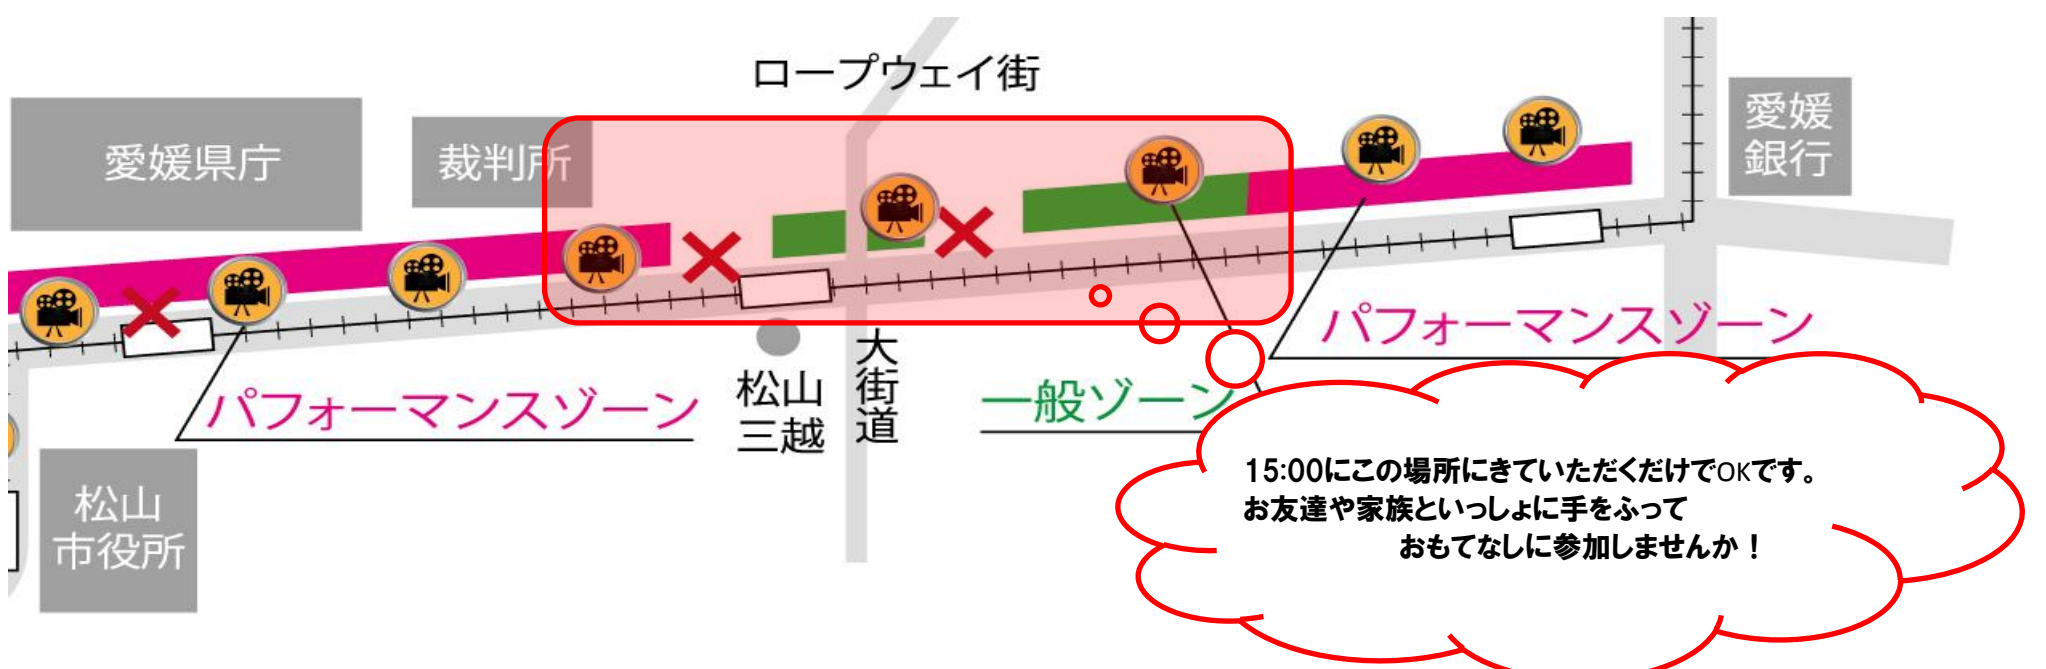 ロープウェイ街
愛媛県庁
裁判所
愛媛
銀行
パフォーマンスゾーン
パフォーマンスゾーン
松山
三越
大街道
一般ゾーン
松山
市役所
15:00にこの場所にきていただくだけでOKです。
お友達や家族といっしょに手をふって
おもてなしに参加しませんか！